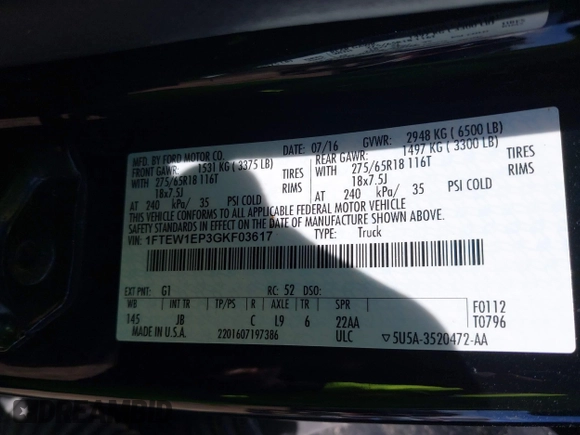 MFD. BY FORD MOTOR CO.
DATE: 07/16 GVWR: 2948 KG ( 6500 LB)
FRONT GAWR: 1531 KG ( 3375 LB) REAR GAWR: 1497 KG ( 3300 LB)
WITH 275/65R18 116T TIRES WITH 275/65R18 116T TIRES
18x7.5J RIMS 18x7.5J RIMS
AT 240 kPa/ 35 PSI COLD AT 240 kPa/ 35 PSI COLD
THIS VEHICLE CONFORMS TO ALL APPLICABLE FEDERAL MOTOR VEHICLE
SAFETY STANDARDS IN EFFECT ON THE DATE OF MANUFACTURE SHOWN ABOVE.
VIN: 1FTEW1EP3GKF03617 TYPE: Truck
EXT PNT: G1 RC: 52 DSO:
WB INT TR TP/PS R AXLE TR SPR F0112
145 JB C L9 6 22AA T0796
MADE IN U.S.A. 2201607197386 ULC ▽5U5A-3520472-AA